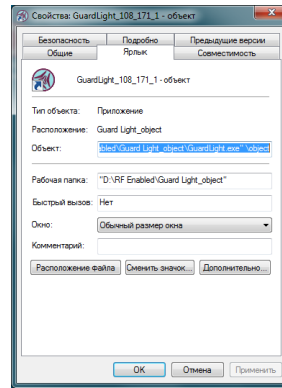 Свойства: GuardLight_108_171_1 - объект
Безопасность Подробно Предыдущие версии
Общие Ярлык Совместимость
GuardLight_108_171_1 - объект
Тип объекта: Приложение
Расположение: Guard Light_object
Объект: bled\Guard Light_object\GuardLight.exe" \object
Рабочая папка: "D:\RF Enabled\Guard Light_object"
Быстрый вызов: Нет
Окно: Обычный размер окна
Комментарий:
Расположение файла Сменить значок... Дополнительно...
OK Отмена Применить